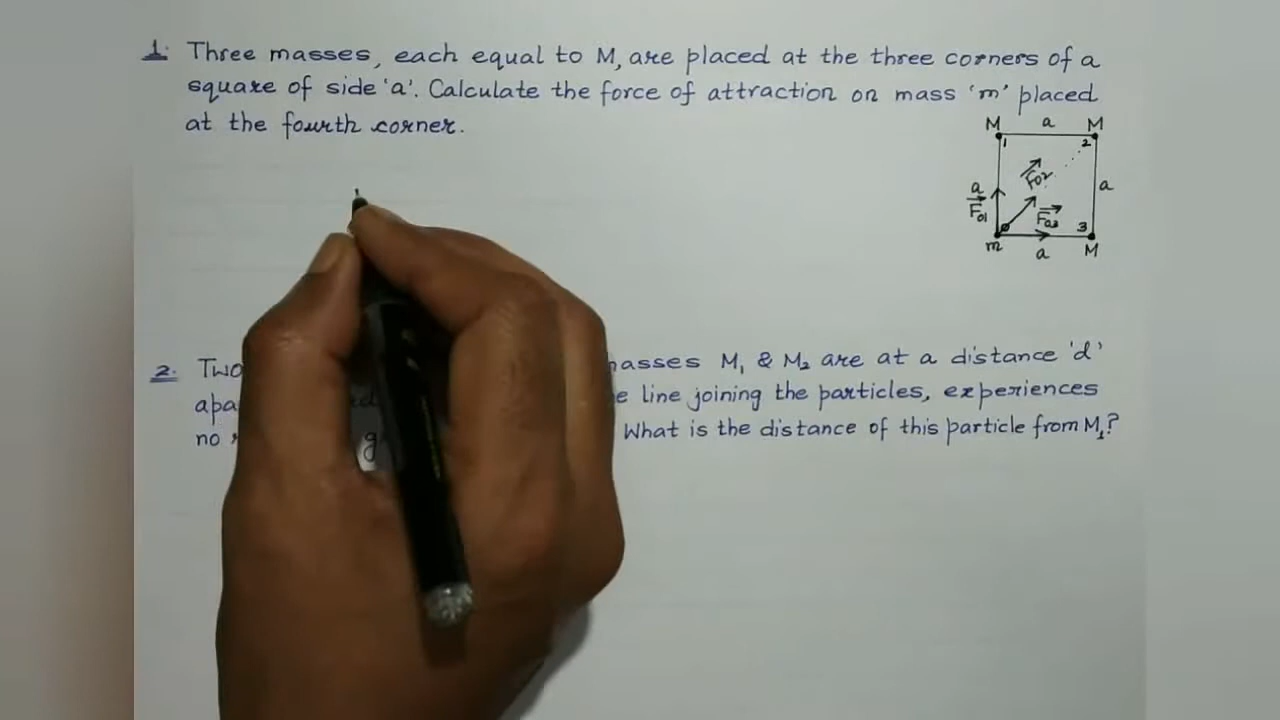 1. Three masses, each equal to M, are placed at the three corners of a
square of side 'a'. Calculate the force of attraction on mass 'm' placed
at the fourth corner.
M a M
1 2
F02
a a
F01
F03 3
m a M
2. Two masses M1 & M2 are at a distance 'd'
line joining the particles, experiences
no What is the distance of this particle from M1?